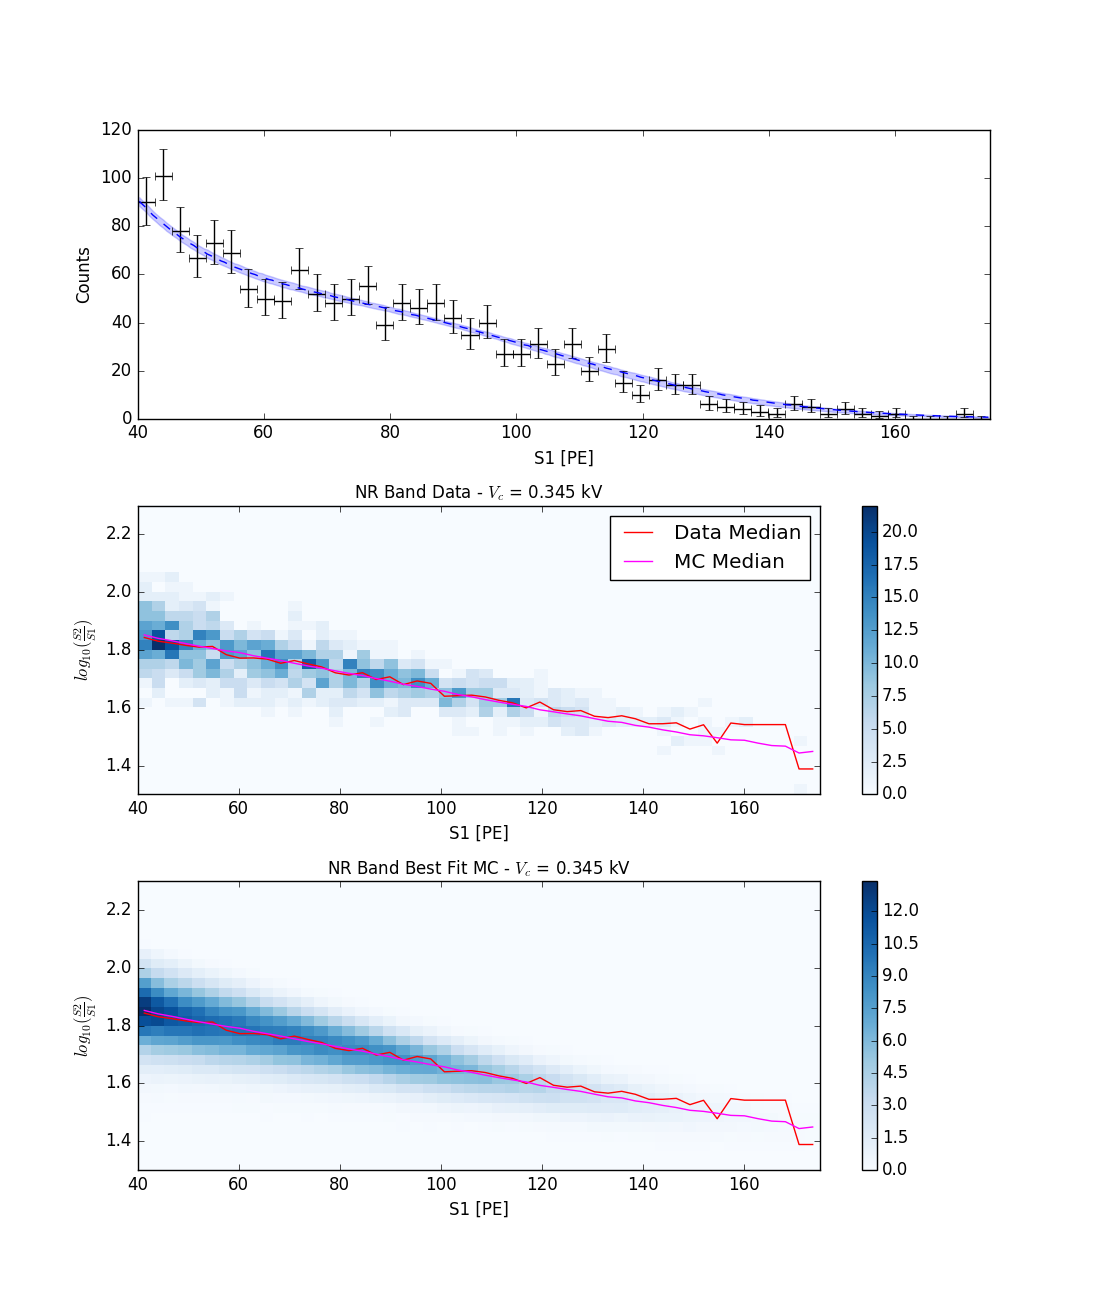 120
100
80
60
40
20
0
Counts
40 60 80 100 120 140 160
S1 [PE]
NR Band Data - V_c = 0.345 kV
2.2
2.0
1.8
1.6
1.4
log_10(S2/S1)
Data Median
MC Median
40 60 80 100 120 140 160
S1 [PE]
20.0
17.5
15.0
12.5
10.0
7.5
5.0
2.5
0.0
NR Band Best Fit MC - V_c = 0.345 kV
2.2
2.0
1.8
1.6
1.4
log_10(S2/S1)
40 60 80 100 120 140 160
S1 [PE]
12.0
10.5
9.0
7.5
6.0
4.5
3.0
1.5
0.0